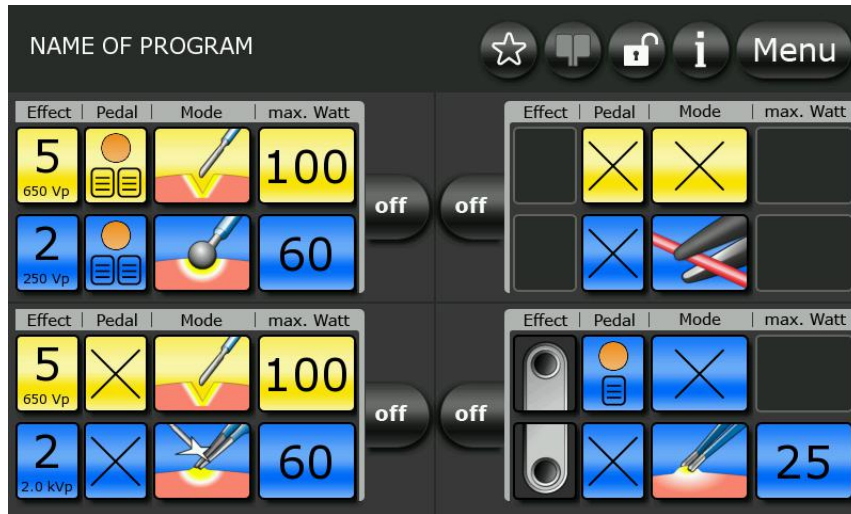 NAME OF PROGRAM
i
Menu
Effect | Pedal | Mode | max. Watt
5
650 Vp
100
2
250 Vp
60
off
off
Effect | Pedal | Mode | max. Watt
Effect | Pedal | Mode | max. Watt
5
650 Vp
100
2
2.0 kVp
60
off
off
Effect | Pedal | Mode | max. Watt
25